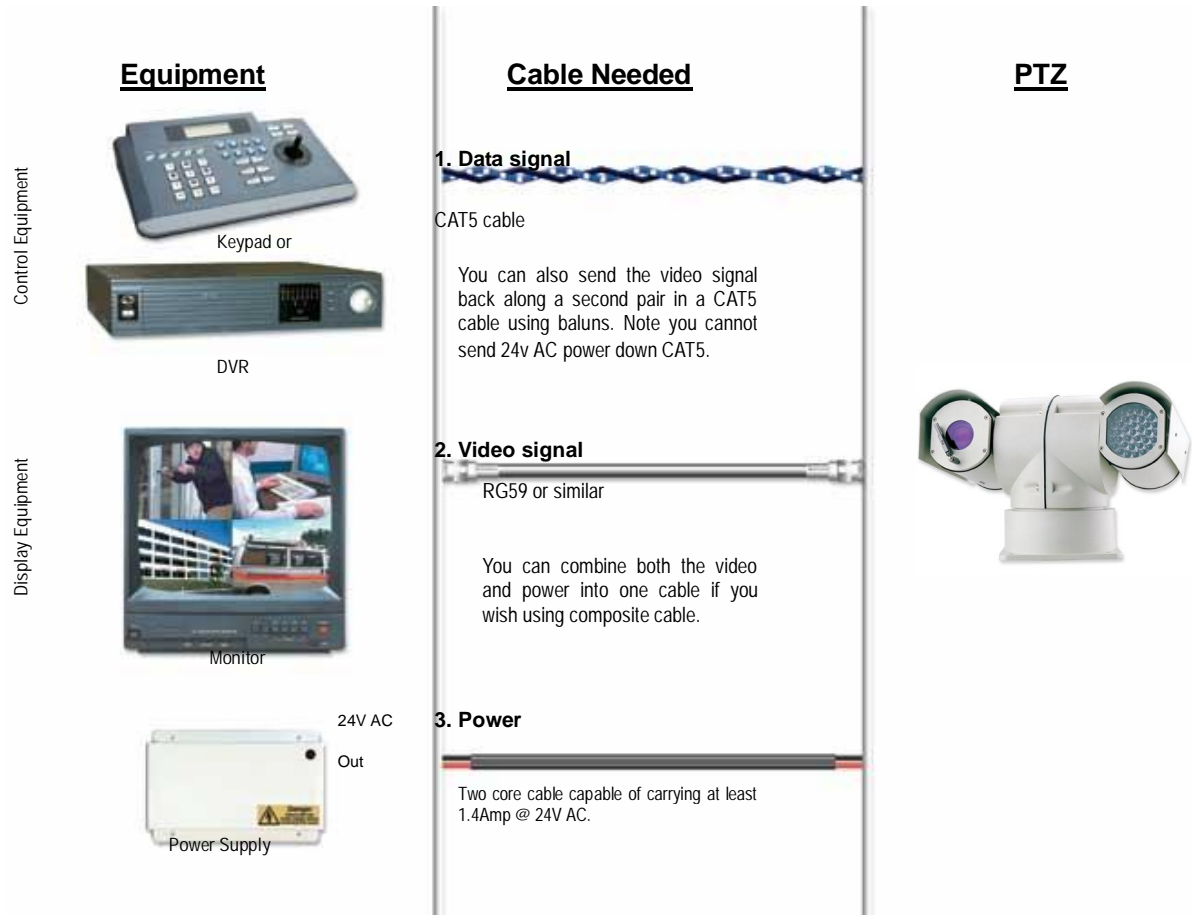 Equipment
Cable Needed
PTZ
Control Equipment
Keypad or
DVR
1. Data signal
CAT5 cable
You can also send the video signal
back along a second pair in a CAT5
cable using baluns. Note you cannot
send 24v AC power down CAT5.
Display Equipment
Monitor
2. Video signal
RG59 or similar
You can combine both the video
and power into one cable if you
wish using composite cable.
24V AC
Out
Power Supply
Danger
3. Power
Two core cable capable of carrying at least
1.4Amp @ 24V AC.